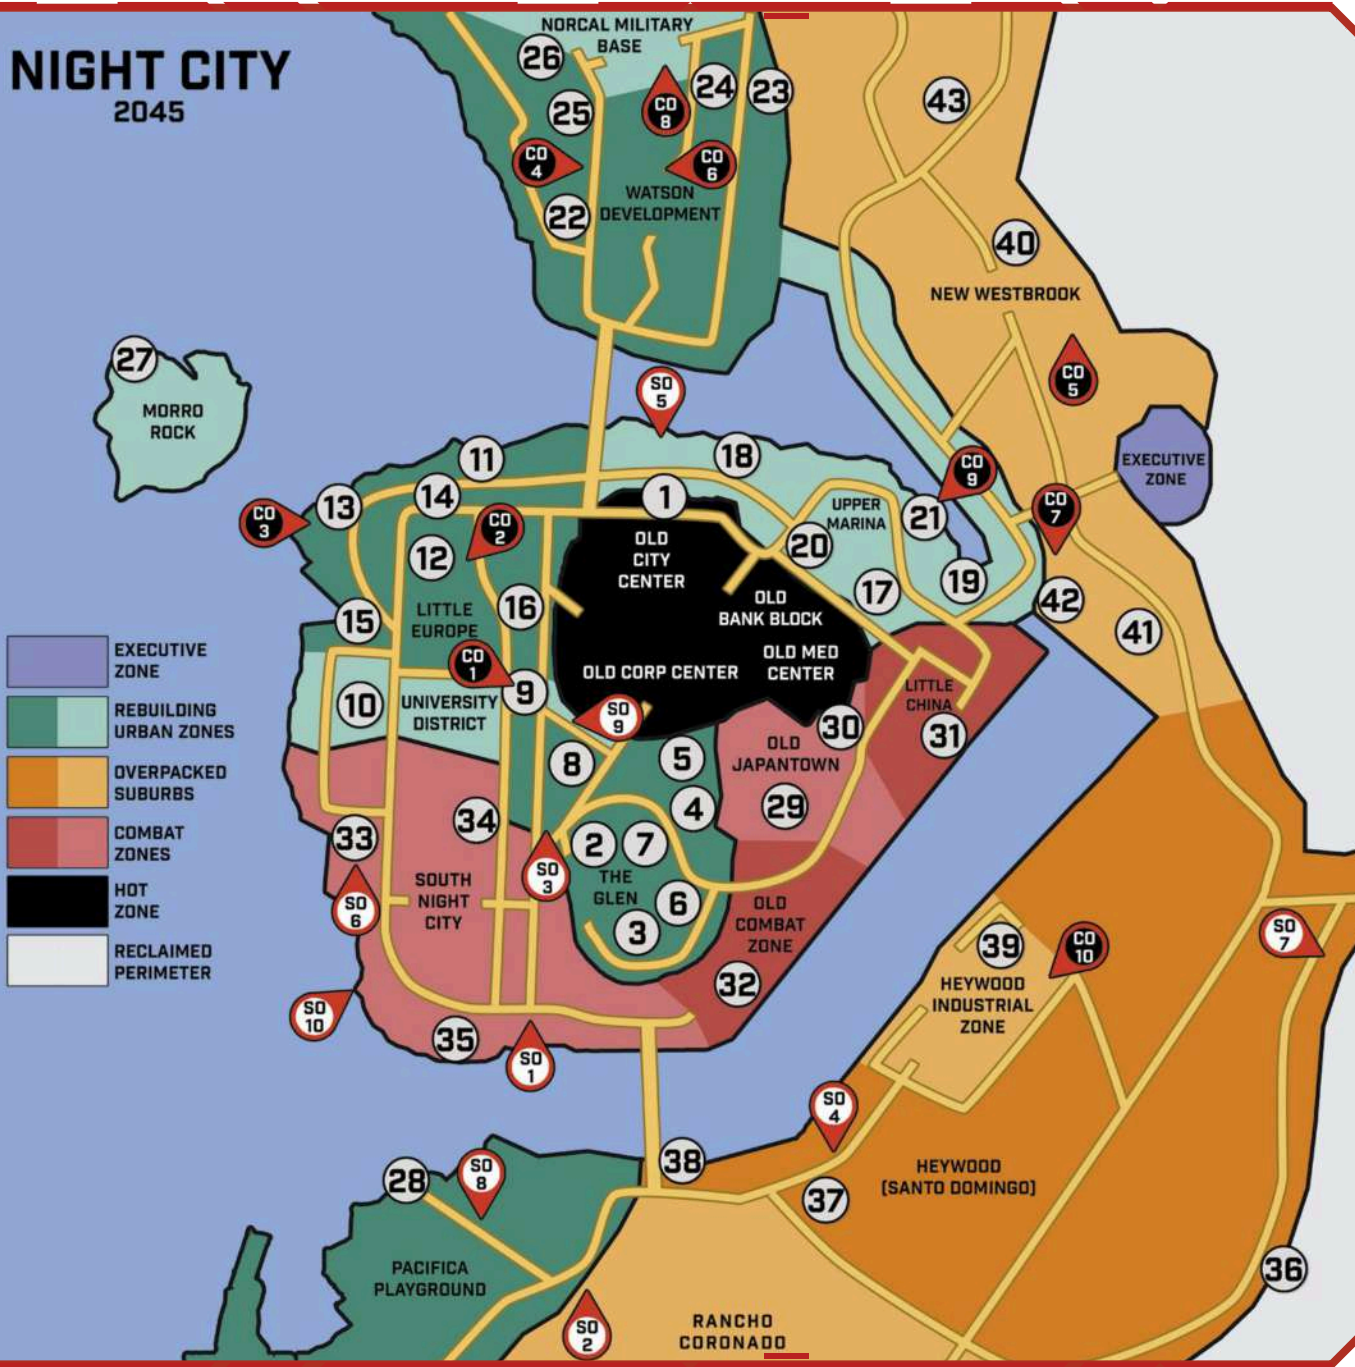 NIGHT CITY
2045
NORCAL MILITARY
BASE
26
24
23
43
25
CO
8
CO
4
CO
6
WATSON
DEVELOPMENT
22
40
NEW WESTBROOK
27
MORRO
ROCK
CO
5
SO
5
EXECUTIVE
ZONE
11
18
CO
9
13
14
1
CO
3
CO
2
UPPER
MARINA
21
CO
7
12
OLD
CITY
CENTER
20
19
17
42
16
OLD
BANK BLOCK
15
LITTLE
EUROPE
41
CO
1
OLD CORP CENTER
OLD MED
CENTER
9
10
UNIVERSITY
DISTRICT
SO
9
LITTLE
CHINA
30
31
8
5
OLD
JAPANTOWN
4
29
34
33
2
7
SO
3
THE
GLEN
SOUTH
NIGHT
CITY
SO
6
6
3
OLD
COMBAT
ZONE
32
SO
10
35
SO
1
39
CO
10
SO
7
HEYWOOD
INDUSTRIAL
ZONE
SO
4
38
HEYWOOD
(SANTO DOMINGO)
37
28
SO
8
36
PACIFICA
PLAYGROUND
SO
2
RANCHO
CORONADO
EXECUTIVE
ZONE
REBUILDING
URBAN ZONES
OVERPACKED
SUBURBS
COMBAT
ZONES
HOT
ZONE
RECLAIMED
PERIMETER